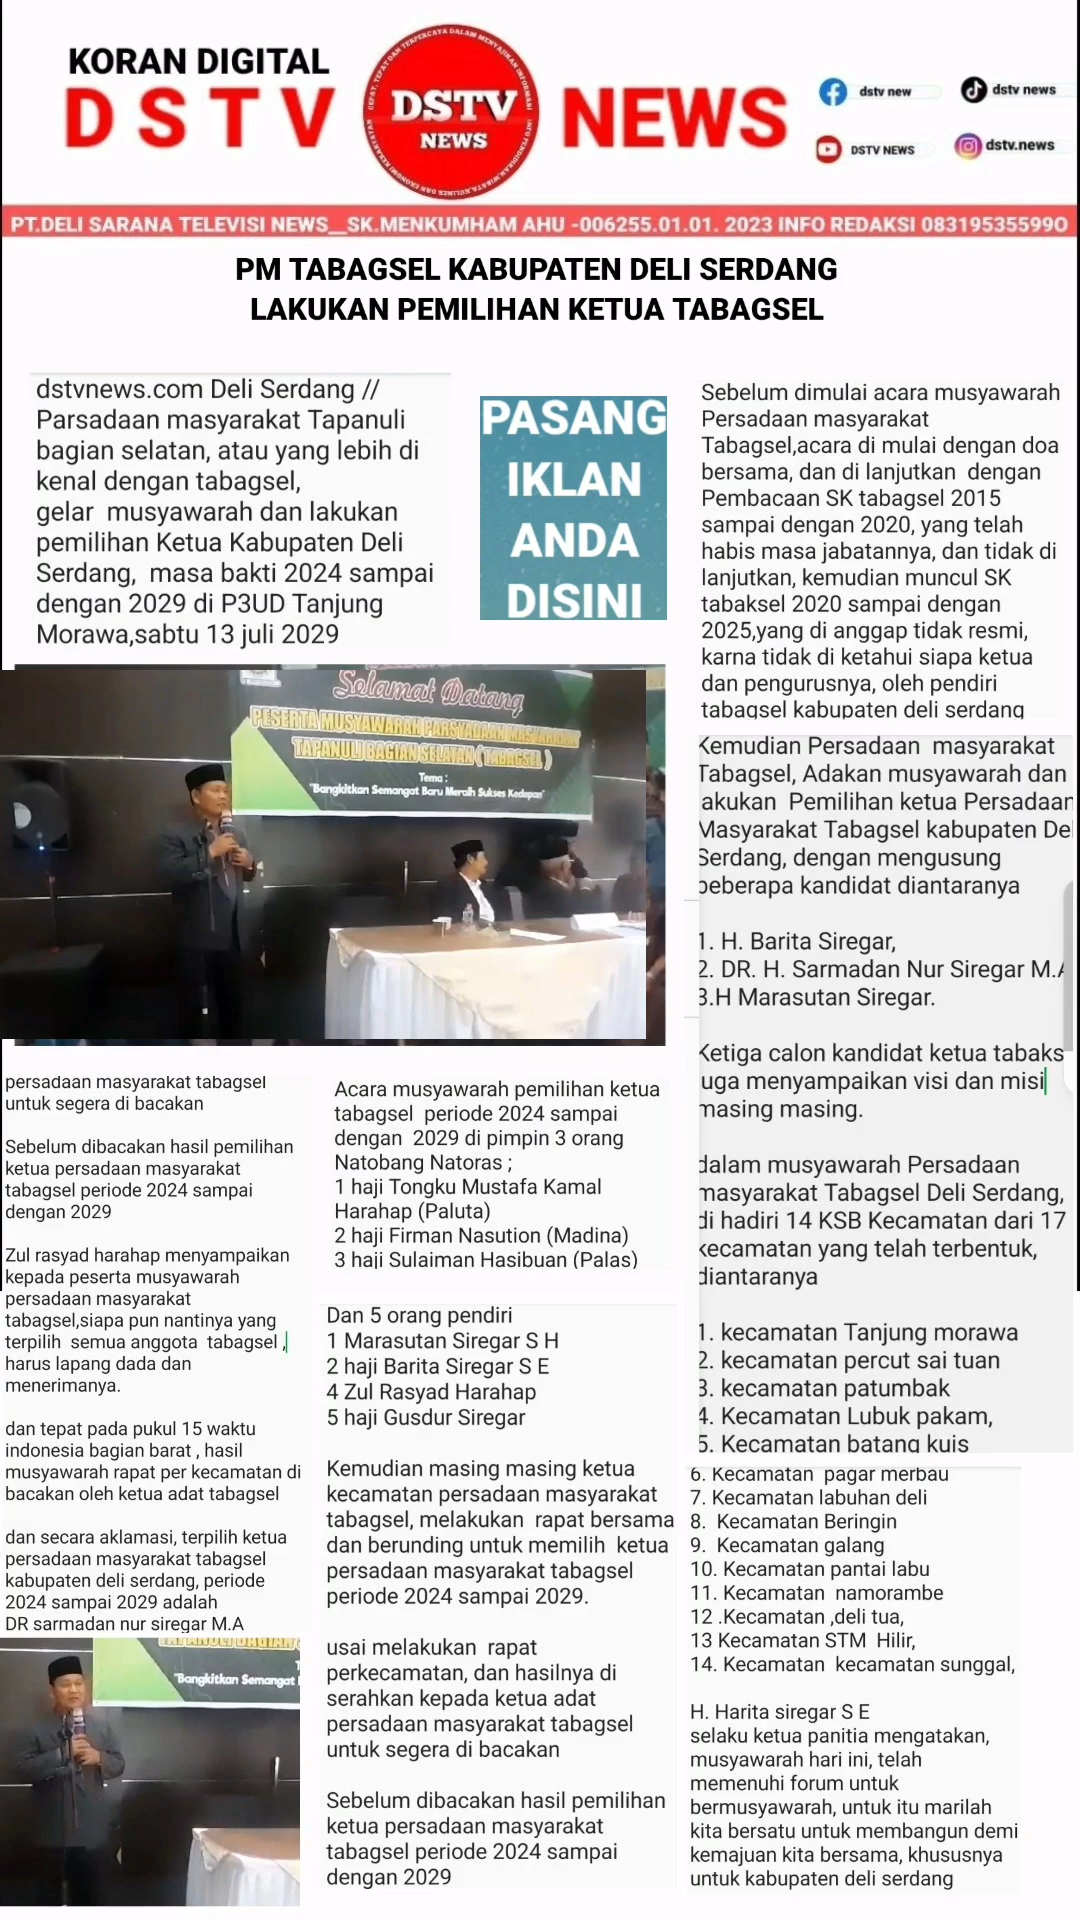 KORAN DIGITAL
DSTV
DSTV
NEWS
NEWS
dstv new
dstv news
DSTV NEWS
dstv.news
PT.DELI SARANA TELEVISI NEWS__SK.MENKUMHAM AHU -006255.01.01. 2023 INFO REDAKSI 083195355990
PM TABAGSEL KABUPATEN DELI SERDANG
LAKUKAN PEMILIHAN KETUA TABAGSEL
dstvnews.com Deli Serdang //
Parsadaan masyarakat Tapanuli
bagian selatan, atau yang lebih di
kenal dengan tabagsel,
gelar musyawarah dan lakukan
pemilihan Ketua Kabupaten Deli
Serdang, masa bakti 2024 sampai
dengan 2029 di P3UD Tanjung
Morawa,sabtu 13 juli 2029
PASANG
IKLAN
ANDA
DISINI
Selamat Datang
PESERTA MUSYAWARAH PARSYADAAN MASYARAKAT
TAPANULI BAGIAN SELATAN ( TABAGSEL )
Tema :
"Bangkitkan Semangat Baru Meraih Sukses Kedepan"
Sebelum dimulai acara musyawarah
Persadaan masyarakat
Tabagsel,acara di mulai dengan doa
bersama, dan di lanjutkan dengan
Pembacaan SK tabagsel 2015
sampai dengan 2020, yang telah
habis masa jabatannya, dan tidak di
lanjutkan, kemudian muncul SK
tabaksel 2020 sampai dengan
2025,yang di anggap tidak resmi,
karna tidak di ketahui siapa ketua
dan pengurusnya, oleh pendiri
tabagsel kabupaten deli serdang
Kemudian Persadaan masyarakat
Tabagsel, Adakan musyawarah dan
lakukan Pemilihan ketua Persadaan
Masyarakat Tabagsel kabupaten Del
Serdang, dengan mengusung
beberapa kandidat diantaranya
1. H. Barita Siregar,
2. DR. H. Sarmadan Nur Siregar M.A
3.H Marasutan Siregar.
Ketiga calon kandidat ketua tabaks
juga menyampaikan visi dan misi
masing masing.
dalam musyawarah Persadaan
masyarakat Tabagsel Deli Serdang,
di hadiri 14 KSB Kecamatan dari 17
kecamatan yang telah terbentuk,
diantaranya
1. kecamatan Tanjung morawa
2. kecamatan percut sai tuan
3. kecamatan patumbak
4. Kecamatan Lubuk pakam,
5. Kecamatan batang kuis
6. Kecamatan pagar merbau
7. Kecamatan labuhan deli
8. Kecamatan Beringin
9. Kecamatan galang
10. Kecamatan pantai labu
11. Kecamatan namorambe
12 .Kecamatan ,deli tua,
13 Kecamatan STM Hilir,
14. Kecamatan kecamatan sunggal,
H. Harita siregar S E
selaku ketua panitia mengatakan,
musyawarah hari ini, telah
memenuhi forum untuk
bermusyawarah, untuk itu marilah
kita bersatu untuk membangun demi
kemajuan kita bersama, khususnya
untuk kabupaten deli serdang
Acara musyawarah pemilihan ketua
tabagsel periode 2024 sampai
dengan 2029 di pimpin 3 orang
Natobang Natoras ;
1 haji Tongku Mustafa Kamal
Harahap (Paluta)
2 haji Firman Nasution (Madina)
3 haji Sulaiman Hasibuan (Palas)
Dan 5 orang pendiri
1 Marasutan Siregar S H
2 haji Barita Siregar S E
4 Zul Rasyad Harahap
5 haji Gusdur Siregar
Kemudian masing masing ketua
kecamatan persadaan masyarakat
tabagsel, melakukan rapat bersama
dan berunding untuk memilih ketua
persadaan masyarakat tabagsel
periode 2024 sampai 2029.
usai melakukan rapat
perkecamatan, dan hasilnya di
serahkan kepada ketua adat
persadaan masyarakat tabagsel
untuk segera di bacakan
Sebelum dibacakan hasil pemilihan
ketua persadaan masyarakat
tabagsel periode 2024 sampai
dengan 2029
persadaan masyarakat tabagsel
untuk segera di bacakan
Sebelum dibacakan hasil pemilihan
ketua persadaan masyarakat
tabagsel periode 2024 sampai
dengan 2029
Zul rasyad harahap menyampaikan
kepada peserta musyawarah
persadaan masyarakat
tabagsel,siapa pun nantinya yang
terpilih semua anggota tabagsel ,
harus lapang dada dan
menerimanya.
dan tepat pada pukul 15 waktu
indonesia bagian barat , hasil
musyawarah rapat per kecamatan di
bacakan oleh ketua adat tabagsel
dan secara aklamasi, terpilih ketua
persadaan masyarakat tabagsel
kabupaten deli serdang, periode
2024 sampai 2029 adalah
DR sarmadan nur siregar M.A
TAPANULI BAGIAN
"Bangkitkan Semangat